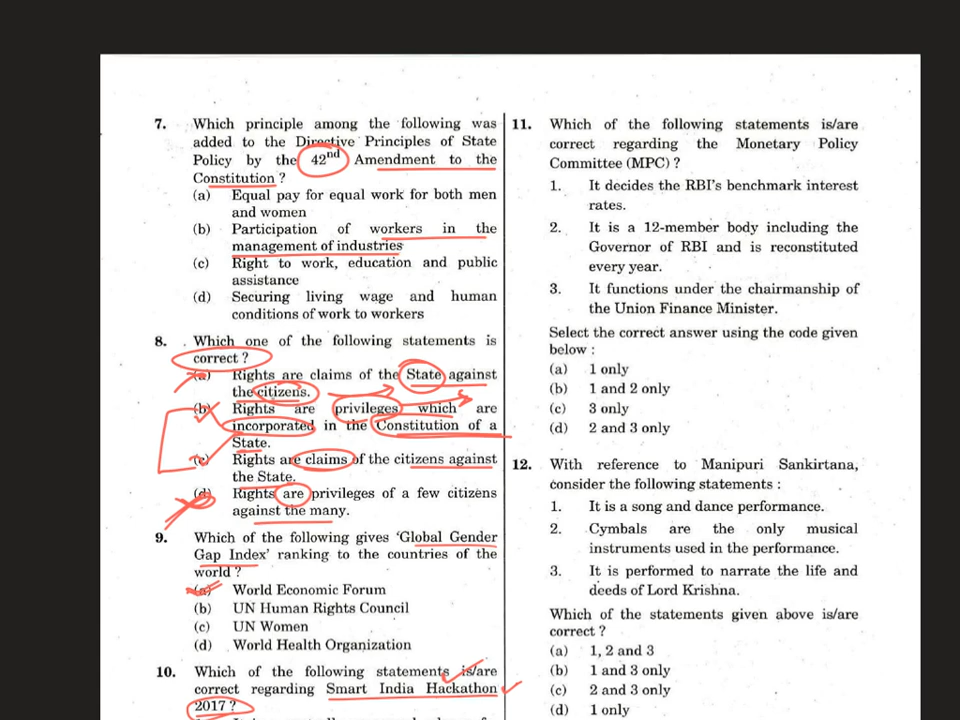 7. Which principle among the following was
added to the Directive Principles of State
Policy by the 42nd Amendment to the
Constitution ?
(a) Equal pay for equal work for both men
and women
(b) Participation of workers in the
management of industries
(c) Right to work, education and public
assistance
(d) Securing living wage and human
conditions of work to workers
8. Which one of the following statements is
correct ?
(a) Rights are claims of the State against
the citizens.
(b) Rights are privileges which are
incorporated in the Constitution of a
State.
(c) Rights are claims of the citizens against
the State.
(d) Rights are privileges of a few citizens
against the many.
9. Which of the following gives 'Global Gender
Gap Index' ranking to the countries of the
world ?
(a) World Economic Forum
(b) UN Human Rights Council
(c) UN Women
(d) World Health Organization
10. Which of the following statements is/are
correct regarding Smart India Hackathon
2017 ?
11. Which of the following statements is/are
correct regarding the Monetary Policy
Committee (MPC) ?
1. It decides the RBI's benchmark interest
rates.
2. It is a 12-member body including the
Governor of RBI and is reconstituted
every year.
3. It functions under the chairmanship of
the Union Finance Minister.
Select the correct answer using the code given
below :
(a) 1 only
(b) 1 and 2 only
(c) 3 only
(d) 2 and 3 only
12. With reference to Manipuri Sankirtana,
consider the following statements :
1. It is a song and dance performance.
2. Cymbals are the only musical
instruments used in the performance.
3. It is performed to narrate the life and
deeds of Lord Krishna.
Which of the statements given above is/are
correct ?
(a) 1, 2 and 3
(b) 1 and 3 only
(c) 2 and 3 only
(d) 1 only